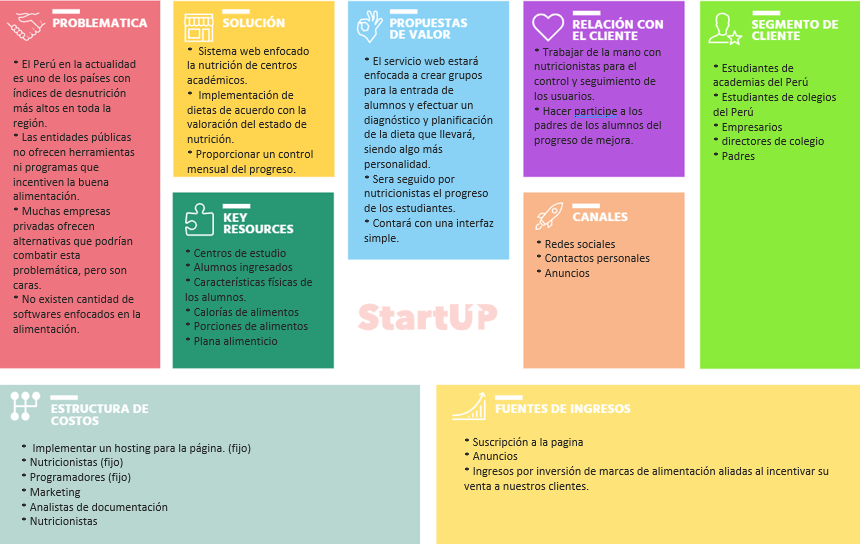 PROBLEMATICA
* El Perú en la actualidad
es uno de los países con
índices de desnutrición
más altos en toda la
región.
* Las entidades públicas
no ofrecen herramientas
ni programas que
incentiven la buena
alimentación.
* Muchas empresas
privadas ofrecen
alternativas que podrían
combatir esta
problemática, pero son
caras.
* No existen cantidad de
softwares enfocados en la
alimentación.
SOLUCIÓN
* Sistema web enfocado
la nutrición de centros
académicos.
* Implementación de
dietas de acuerdo con la
valoración del estado de
nutrición.
* Proporcionar un control
mensual del progreso.
KEY
RESOURCES
* Centros de estudio
* Alumnos ingresados
* Características físicas de
los alumnos.
* Calorías de alimentos
* Porciones de alimentos
* Plana alimenticio
PROPUESTAS
DE VALOR
* El servicio web estará
enfocada a crear grupos
para la entrada de
alumnos y efectuar un
diagnóstico y planificación
de la dieta que llevará,
siendo algo más
personalidad.
* Sera seguido por
nutricionistas el progreso
de los estudiantes.
* Contará con una interfaz
simple.
StartUP
RELACIÓN CON
EL CLIENTE
* Trabajar de la mano con
nutricionistas para el
control y seguimiento de
los usuarios.
* Hacer participe a los
padres de los alumnos del
progreso de mejora.
CANALES
* Redes sociales
* Contactos personales
* Anuncios
SEGMENTO DE
CLIENTE
* Estudiantes de
academias del Perú
* Estudiantes de colegios
del Perú
* Empresarios
* directores de colegio
* Padres
ESTRUCTURA DE
COSTOS
* Implementar un hosting para la página. (fijo)
* Nutricionistas (fijo)
* Programadores (fijo)
* Marketing
* Analistas de documentación
* Nutricionistas
FUENTES DE INGRESOS
* Suscripción a la pagina
* Anuncios
* Ingresos por inversión de marcas de alimentación aliadas al incentivar su
venta a nuestros clientes.